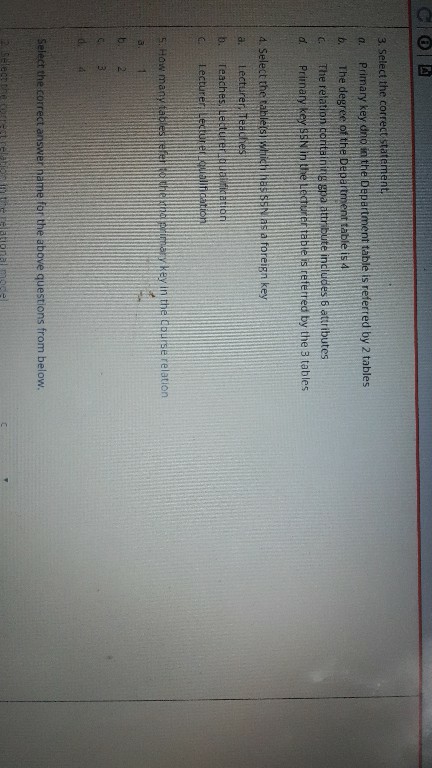 3. Select the correct statement.
a. Primary key dno in the Department table is referred by 2 tables
b. The degree of the Department table is 4
c. The relation containing gpa attribute includes 6 attributes
d. Primary key SSN in the Lecturer table is referred by the 3 tables
4. Select the table(s) which has SSN as a foreign key
a. Lecturer, Teaches
b. Teaches, Lecturer_qualification
c. Lecturer, Lecturer_qualification
5. How many tables refer to the cno primary key in the Course relation
a. 1
b. 2
c. 3
d. 4
Select the correct answer name for the above questions from below.
2. Select the correct relation in the relational model
c